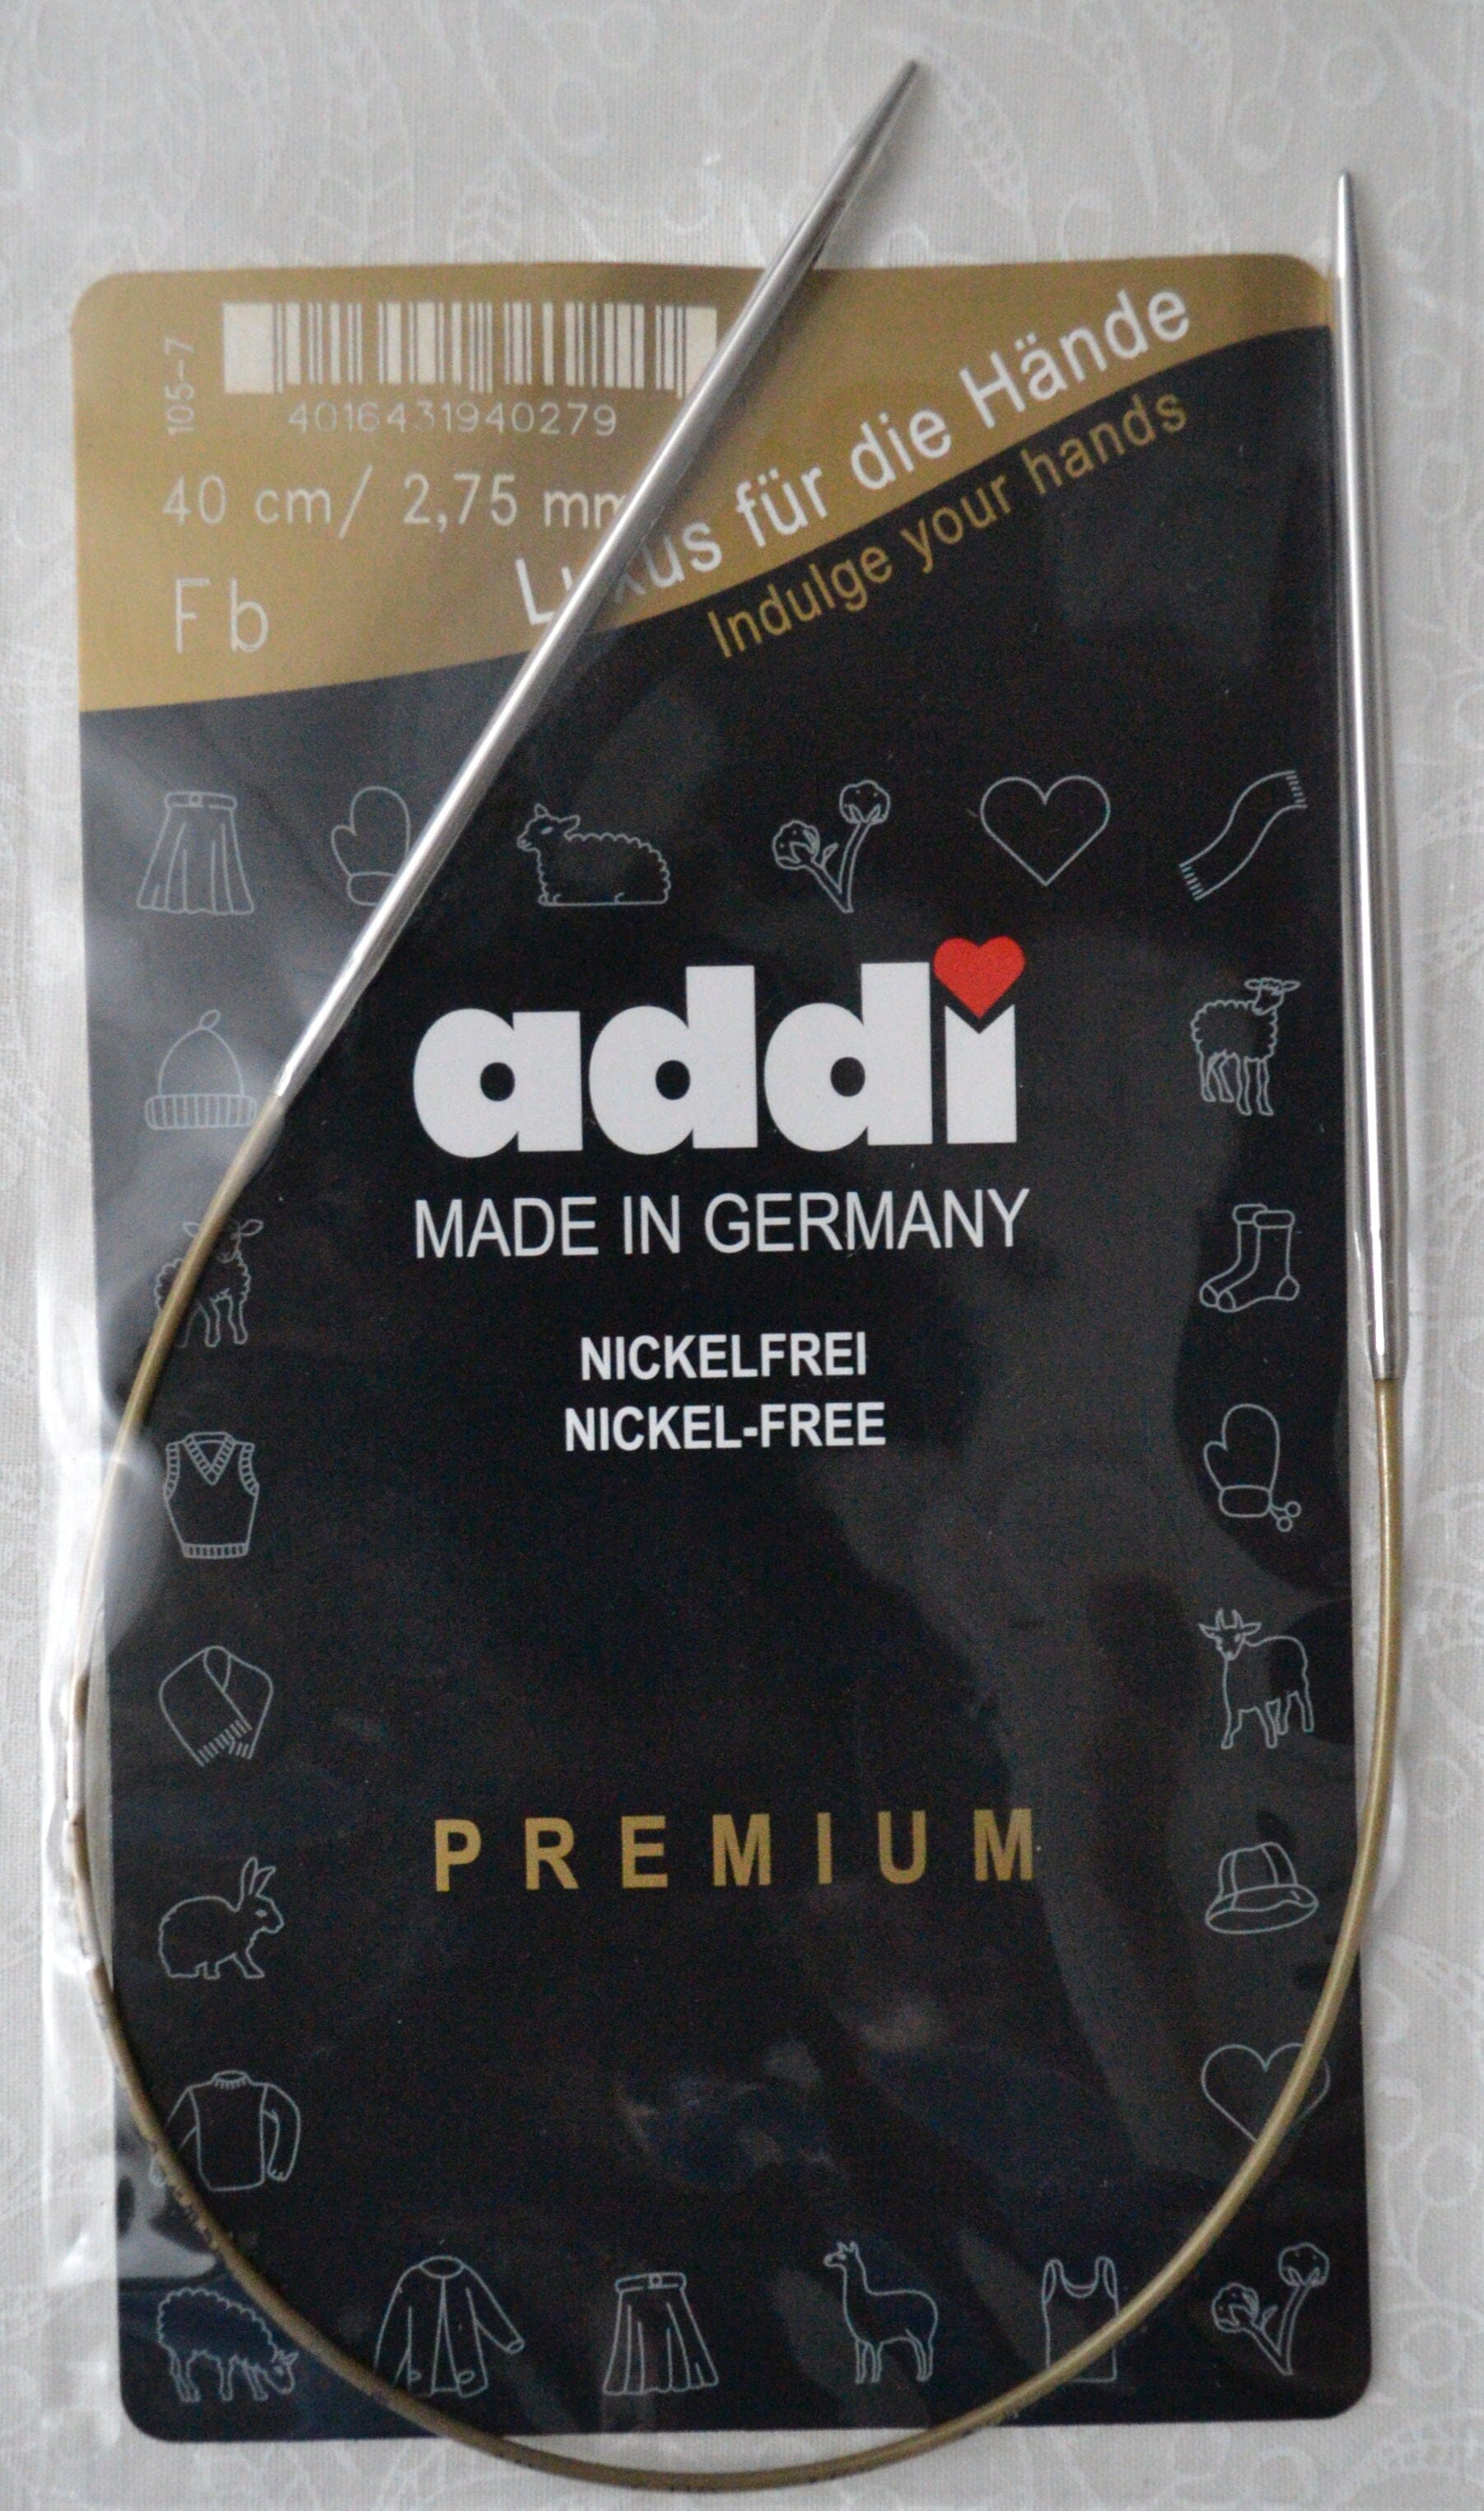 105-7
4016431940279
40 cm/ 2,75 mm
Fb
Luxus für die Hände
Indulge your hands
addi
MADE IN GERMANY
NICKELFREI
NICKEL-FREE
PREMIUM